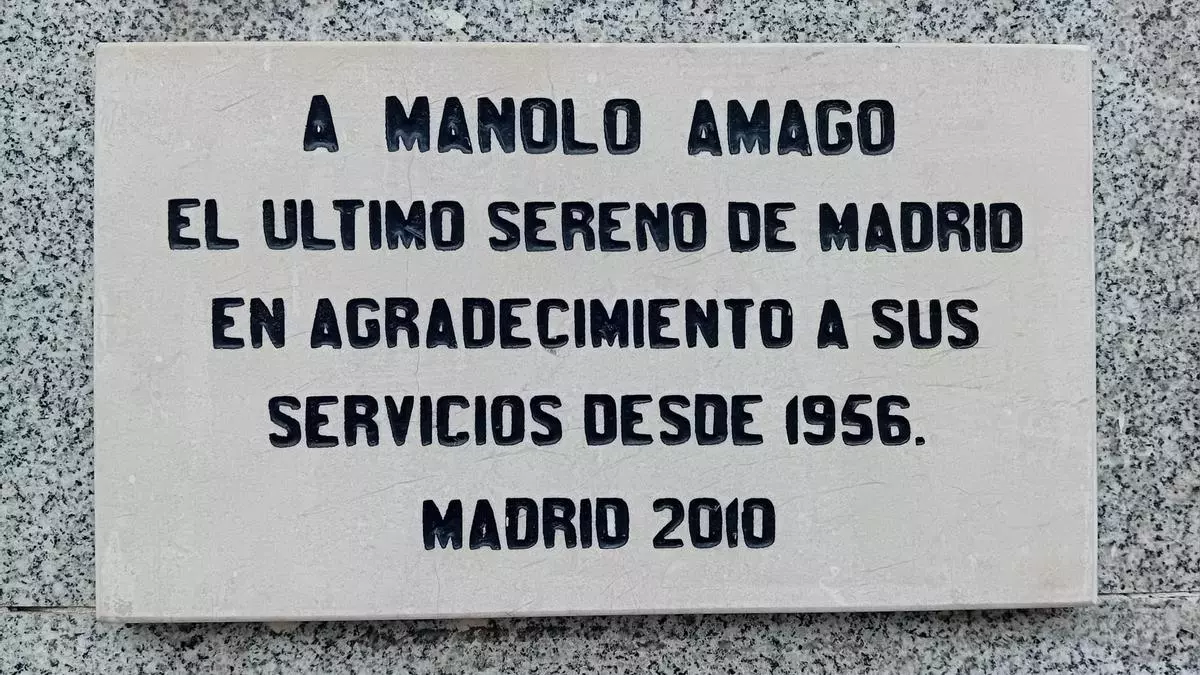 A MANOLO AMAGO
EL ULTIMO SERENO DE MADRID
EN AGRADECIMIENTO A SUS
SERVICIOS DESDE 1956.
MADRID 2010